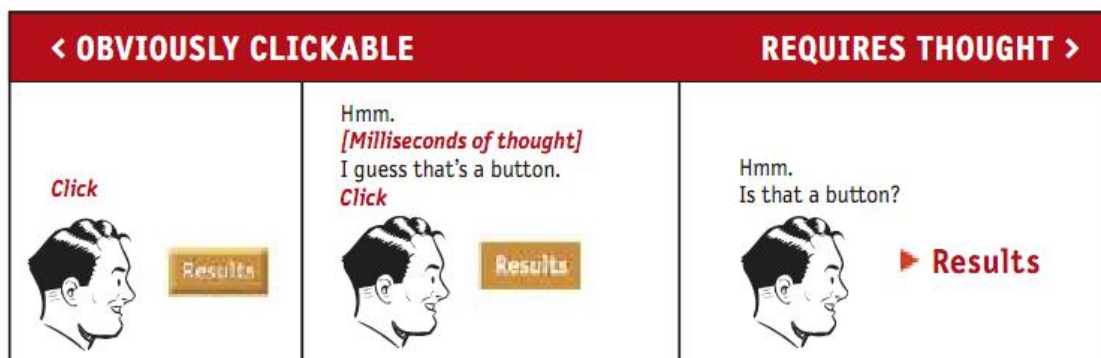 < OBVIOUSLY CLICKABLE
REQUIRES THOUGHT >
Click
Results
Hmm.
[Milliseconds of thought]
I guess that's a button.
Click
Results
Hmm.
Is that a button?
Results